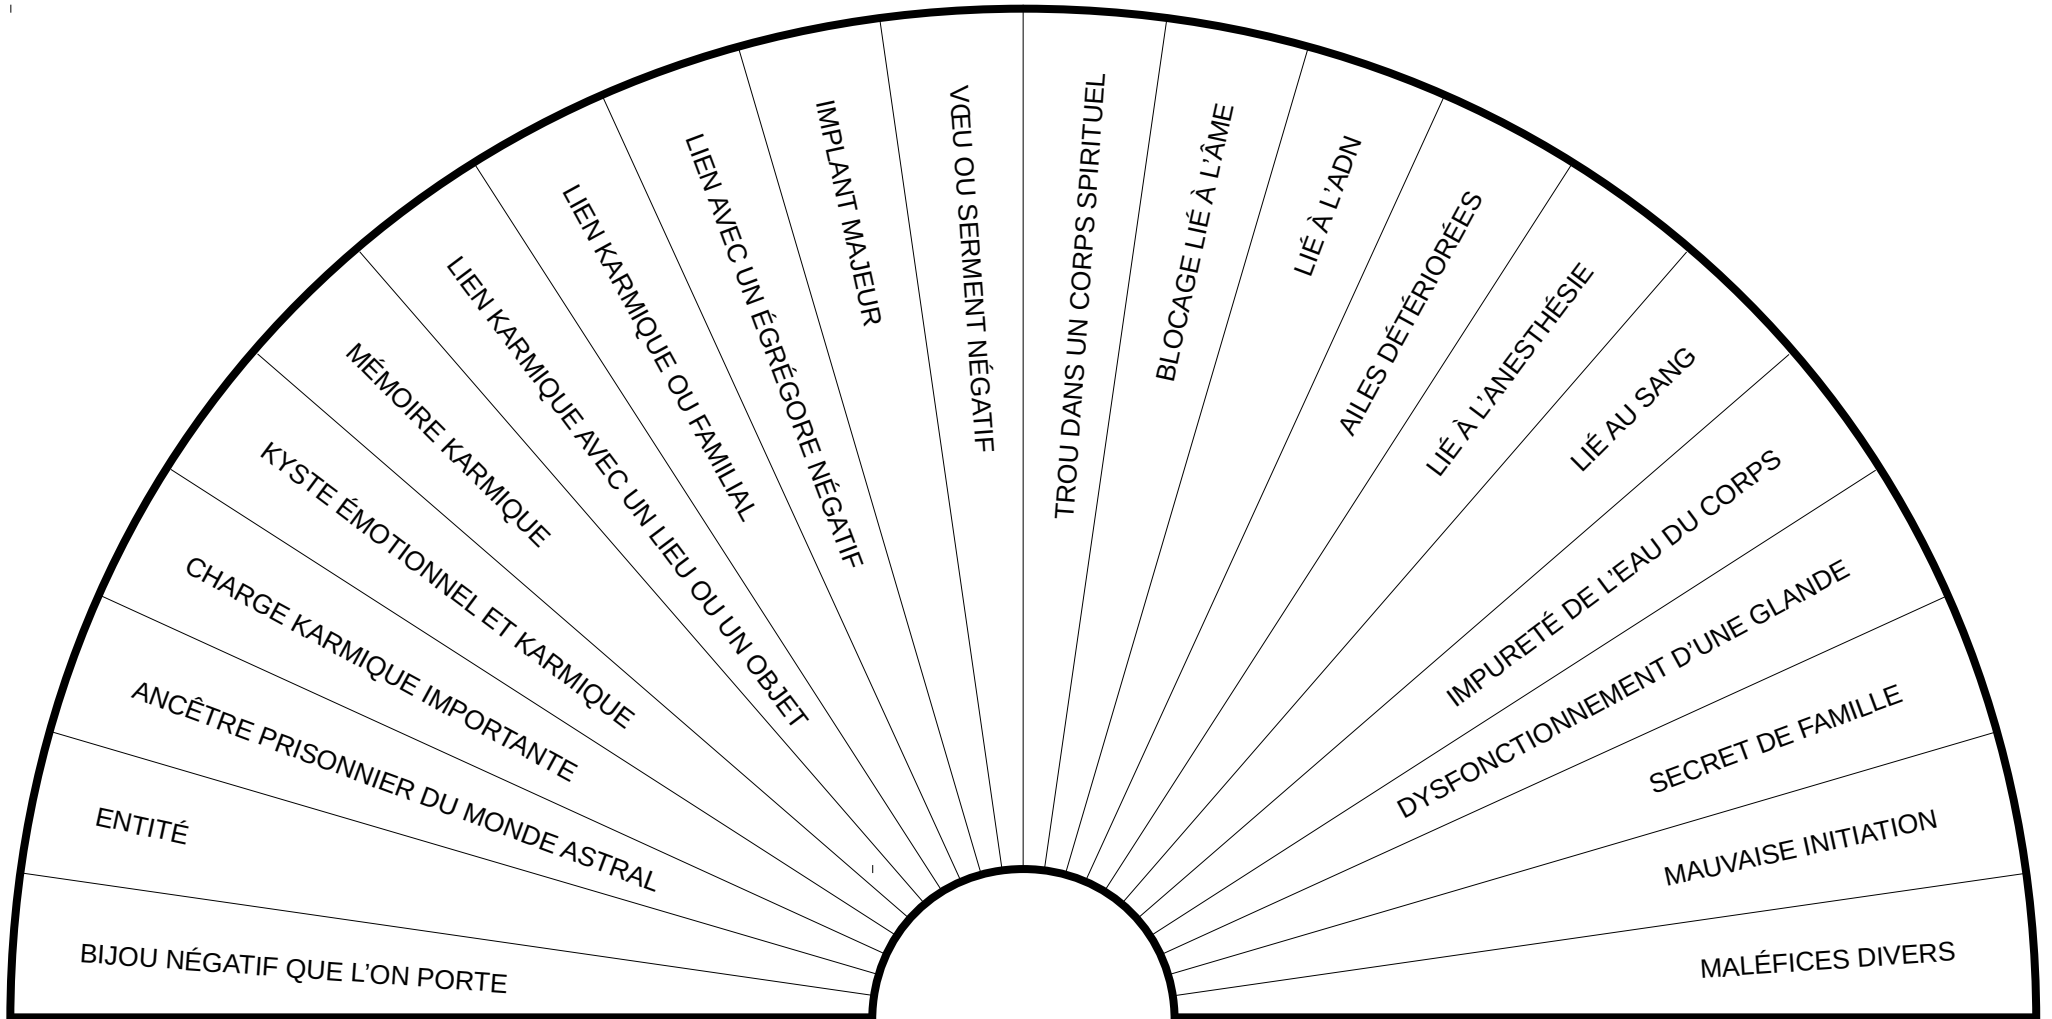 BIJOU NÉGATIF QUE L’ON PORTE
ENTITÉ
ANCÊTRE PRISONNIER DU MONDE ASTRAL
CHARGE KARMIQUE IMPORTANTE
KYSTE ÉMOTIONNEL ET KARMIQUE
MÉMOIRE KARMIQUE
LIEN KARMIQUE AVEC UN LIEU OU UN OBJET
LIEN KARMIQUE OU FAMILIAL
LIEN AVEC UN ÉGRÉGORE NÉGATIF
IMPLANT MAJEUR
VŒU OU SERMENT NÉGATIF
TROU DANS UN CORPS SPIRITUEL
BLOCAGE LIÉ À L’ÂME
LIÉ À L’ADN
AILES DÉTÉRIORÉES
LIÉ À L’ANESTHÉSIE
LIÉ AU SANG
IMPURETÉ DE L’EAU DU CORPS
DYSFONCTIONNEMENT D’UNE GLANDE
SECRET DE FAMILLE
MAUVAISE INITIATION
MALÉFICES DIVERS